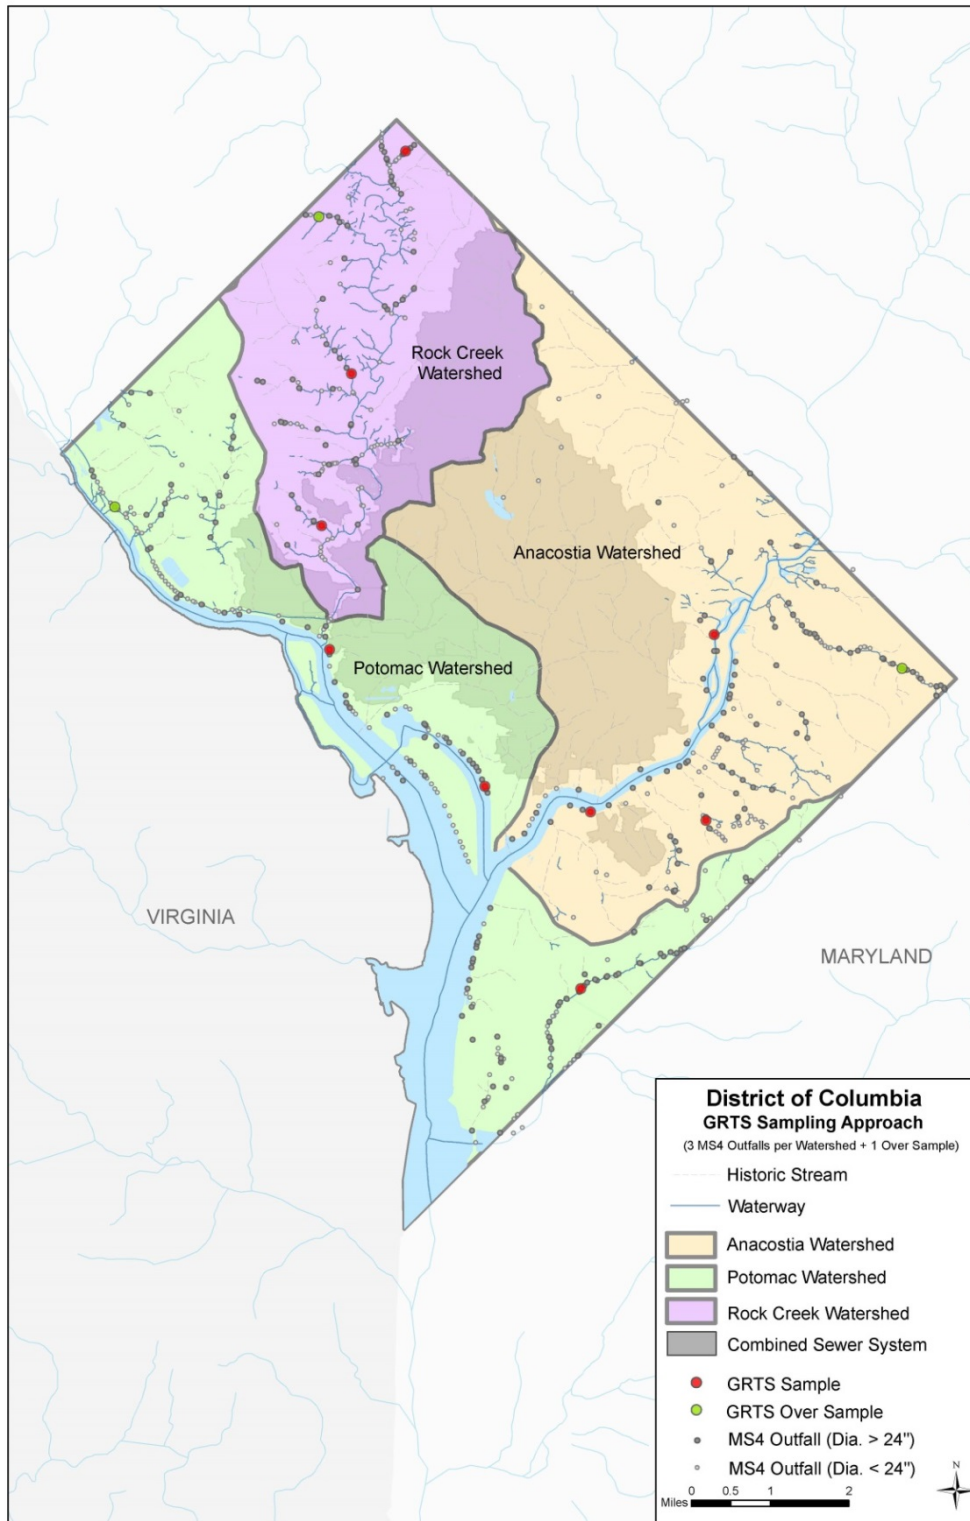 Rock Creek
Watershed
Anacostia Watershed
Potomac Watershed
VIRGINIA
MARYLAND
District of Columbia
GRTS Sampling Approach
(3 MS4 Outfalls per Watershed + 1 Over Sample)
Historic Stream
Waterway
Anacostia Watershed
Potomac Watershed
Rock Creek Watershed
Combined Sewer System
GRTS Sample
GRTS Over Sample
MS4 Outfall (Dia. > 24")
MS4 Outfall (Dia. < 24")
N
Miles 0 0.5 1 2